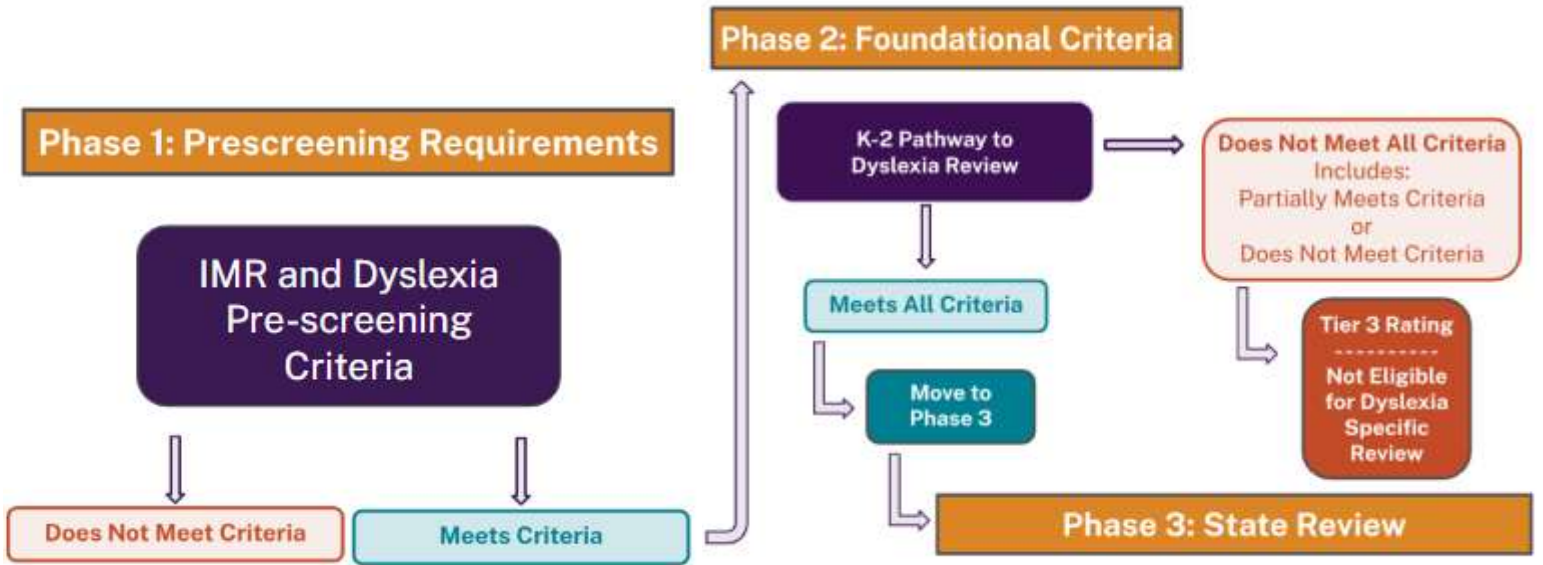 Phase 1: Prescreening Requirements
IMR and Dyslexia
Pre-screening
Criteria
Does Not Meet Criteria
Meets Criteria
Phase 2: Foundational Criteria
K-2 Pathway to
Dyslexia Review
Does Not Meet All Criteria
Includes:
Partially Meets Criteria
or
Does Not Meet Criteria
Meets All Criteria
Tier 3 Rating
----------
Not Eligible
for Dyslexia
Specific
Review
Move to
Phase 3
Phase 3: State Review